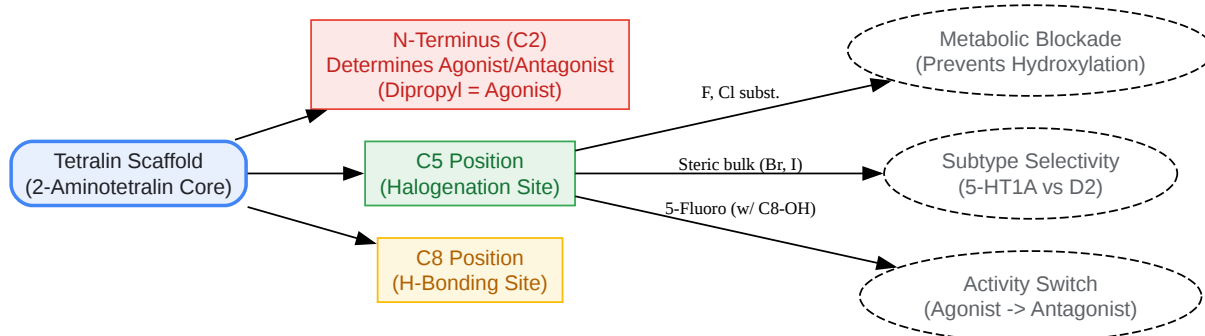 N-Terminus (C2)
Determines Agonist/Antagonist
(Dipropyl = Agonist)
Metabolic Blockade
(Prevents Hydroxylation)
F, Cl subst.
Tetralin Scaffold
(2-Aminotetralin Core)
C5 Position
(Halogenation Site)
Steric bulk (Br, I)
Subtype Selectivity
(5-HT1A vs D2)
5-Fluoro (w/ C8-OH)
C8 Position
(H-Bonding Site)
Activity Switch
(Agonist -> Antagonist)